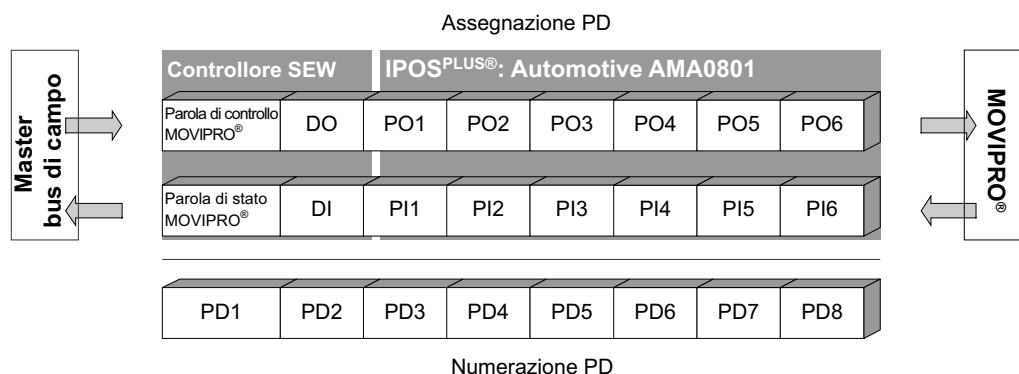 Assegnazione PD
Master
bus di campo
Controllore SEW
IPOSPLUS®: Automotive AMA0801
Parola di controllo
MOVIPRO®
DO
PO1
PO2
PO3
PO4
PO5
PO6
Parola di stato
MOVIPRO®
DI
PI1
PI2
PI3
PI4
PI5
PI6
MOVIPRO®
PD1
PD2
PD3
PD4
PD5
PD6
PD7
PD8
Numerazione PD